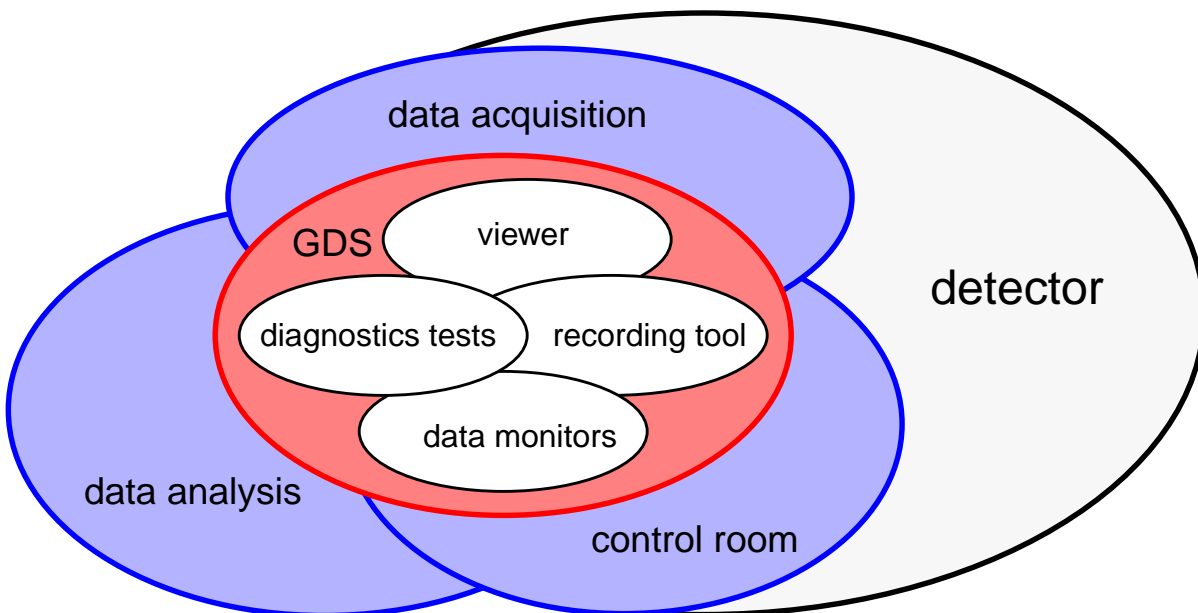 data acquisition
GDS
viewer
detector
diagnostics tests
recording tool
data monitors
data analysis
control room